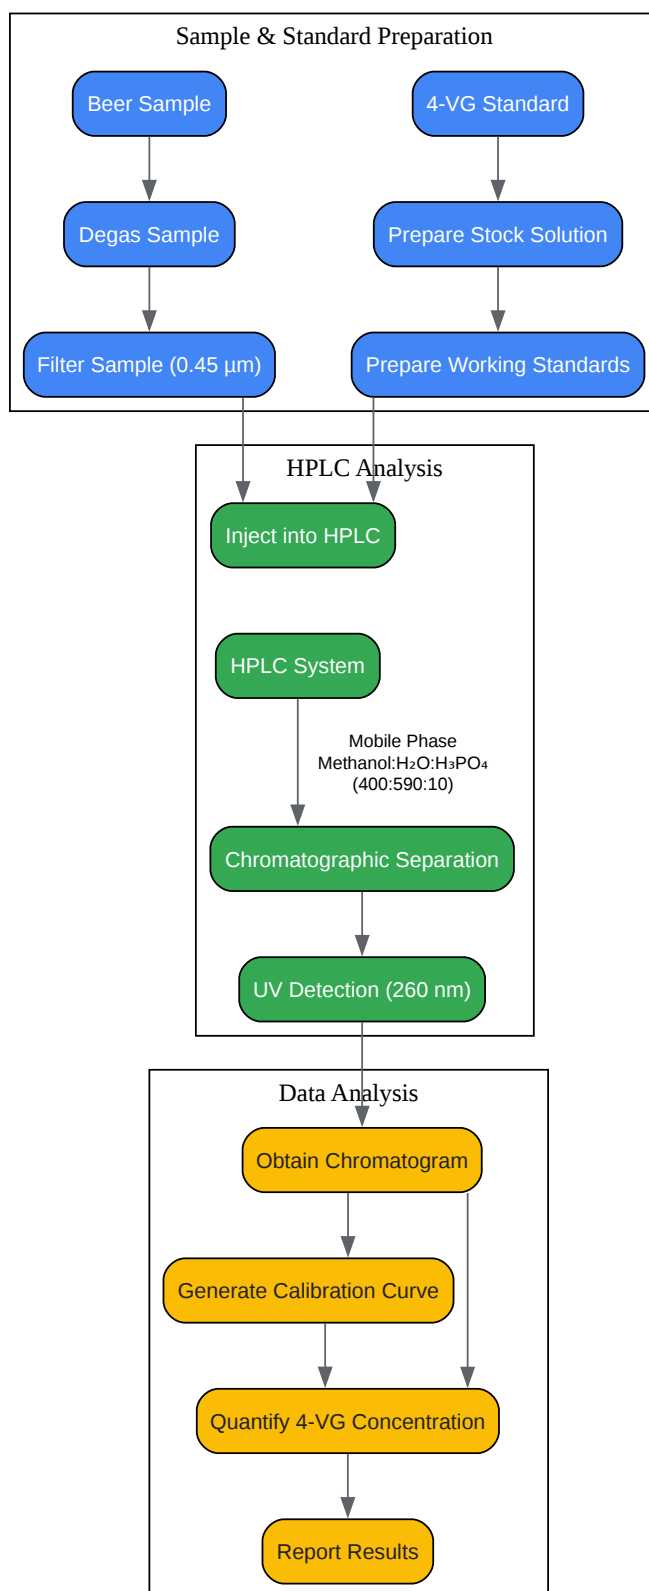 Sample & Standard Preparation
Beer Sample
4-VG Standard
Degas Sample
Prepare Stock Solution
Filter Sample (0.45 µm)
Prepare Working Standards
HPLC Analysis
Inject into HPLC
HPLC System
Mobile Phase
Methanol:H₂O:H₃PO₄
(400:590:10)
Chromatographic Separation
UV Detection (260 nm)
Data Analysis
Obtain Chromatogram
Generate Calibration Curve
Quantify 4-VG Concentration
Report Results